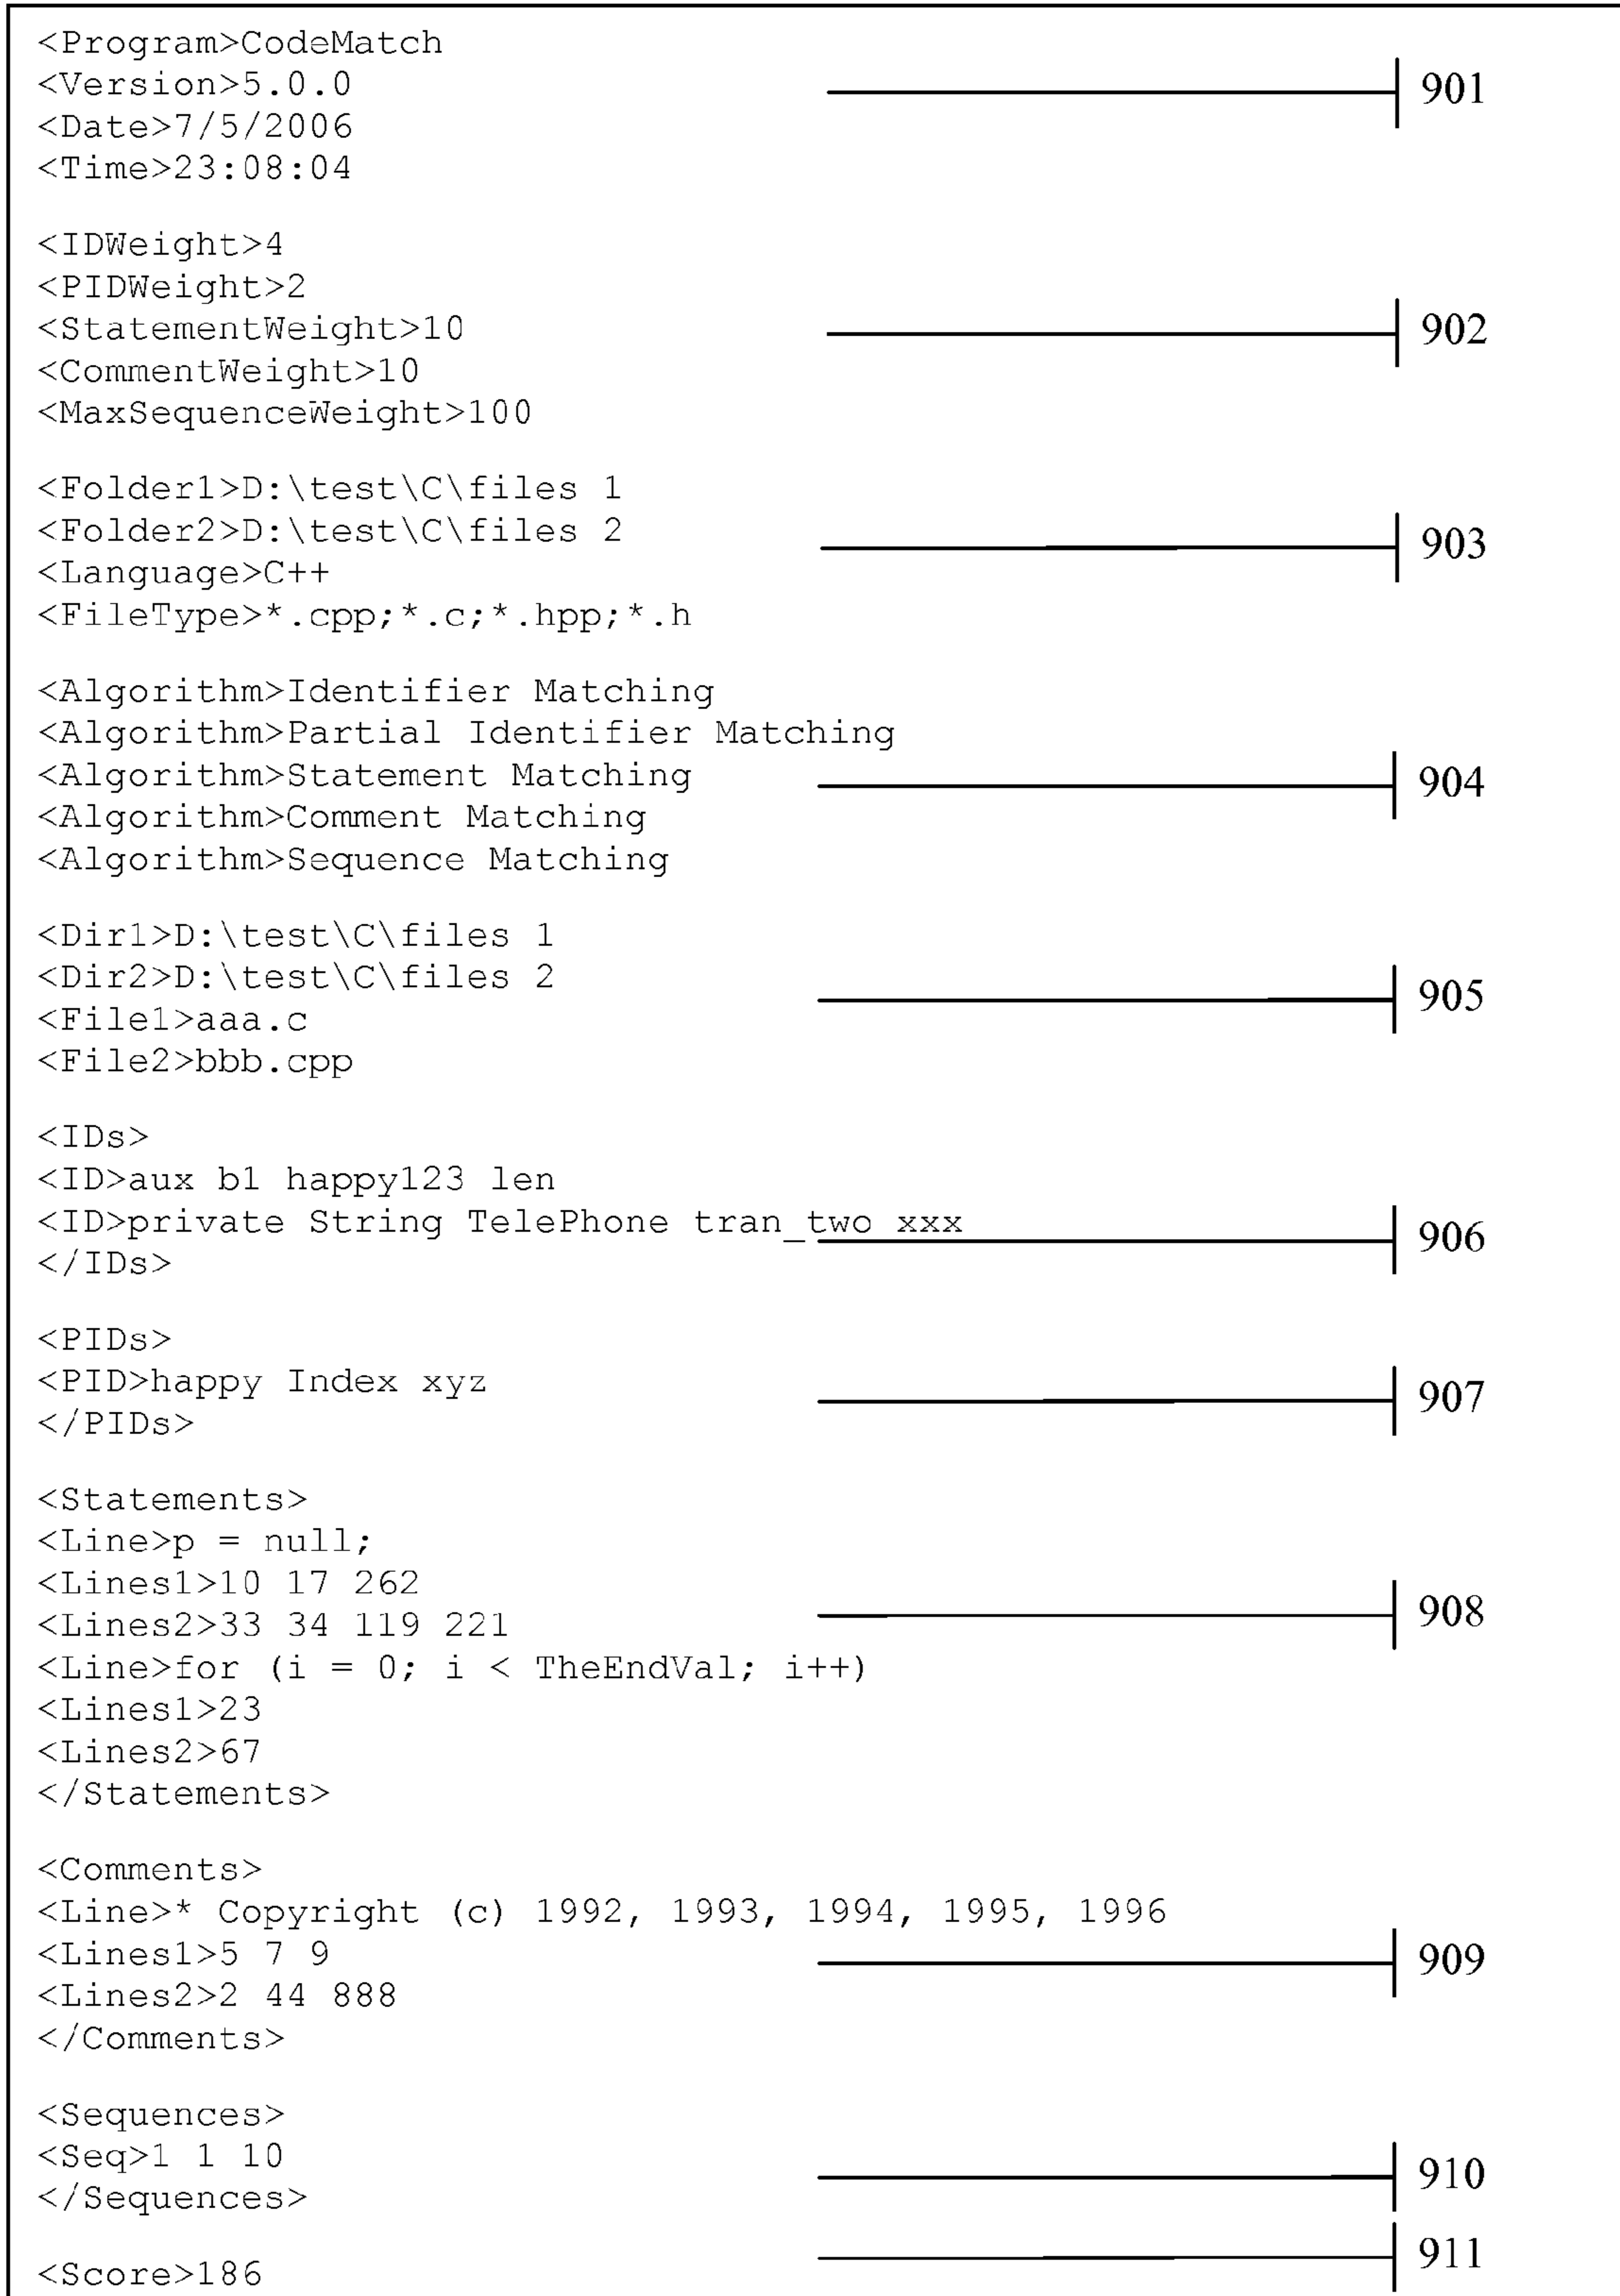 <Program>CodeMatch
<Version>5.0.0
901
<Date>7/5/2006
<Time>23:08:04
<IDWeight>4
<PIDWeight>2
<StatementWeight>10
902
<CommentWeight>10
<MaxSequenceWeight>100
<Folder1>D:\test\C\files 1
<Folder2>D:\test\C\files 2
903
<Language>C++
<FileType>*.cpp;*.c;*.hpp;*.h
<Algorithm>Identifier Matching
<Algorithm>Partial Identifier Matching
<Algorithm>Statement Matching
904
<Algorithm>Comment Matching
<Algorithm>Sequence Matching
<Dir1>D:\test\C\files 1
<Dir2>D:\test\C\files 2
905
<File1>aaa.c
<File2>bbb.cpp
<IDs>
<ID>aux b1 happy123 len
<ID>private String TelePhone tran_two xxx
906
</IDs>
<PIDs>
<PID>happy Index xyz
907
</PIDs>
<Statements>
<Line>p = null;
<Lines1>10 17 262
908
<Lines2>33 34 119 221
<Line>for (i = 0; i < TheEndVal; i++)
<Lines1>23
<Lines2>67
</Statements>
<Comments>
<Line>* Copyright (c) 1992, 1993, 1994, 1995, 1996
<Lines1>5 7 9
909
<Lines2>2 44 888
</Comments>
<Sequences>
<Seq>1 1 10
910
</Sequences>
911
<Score>186